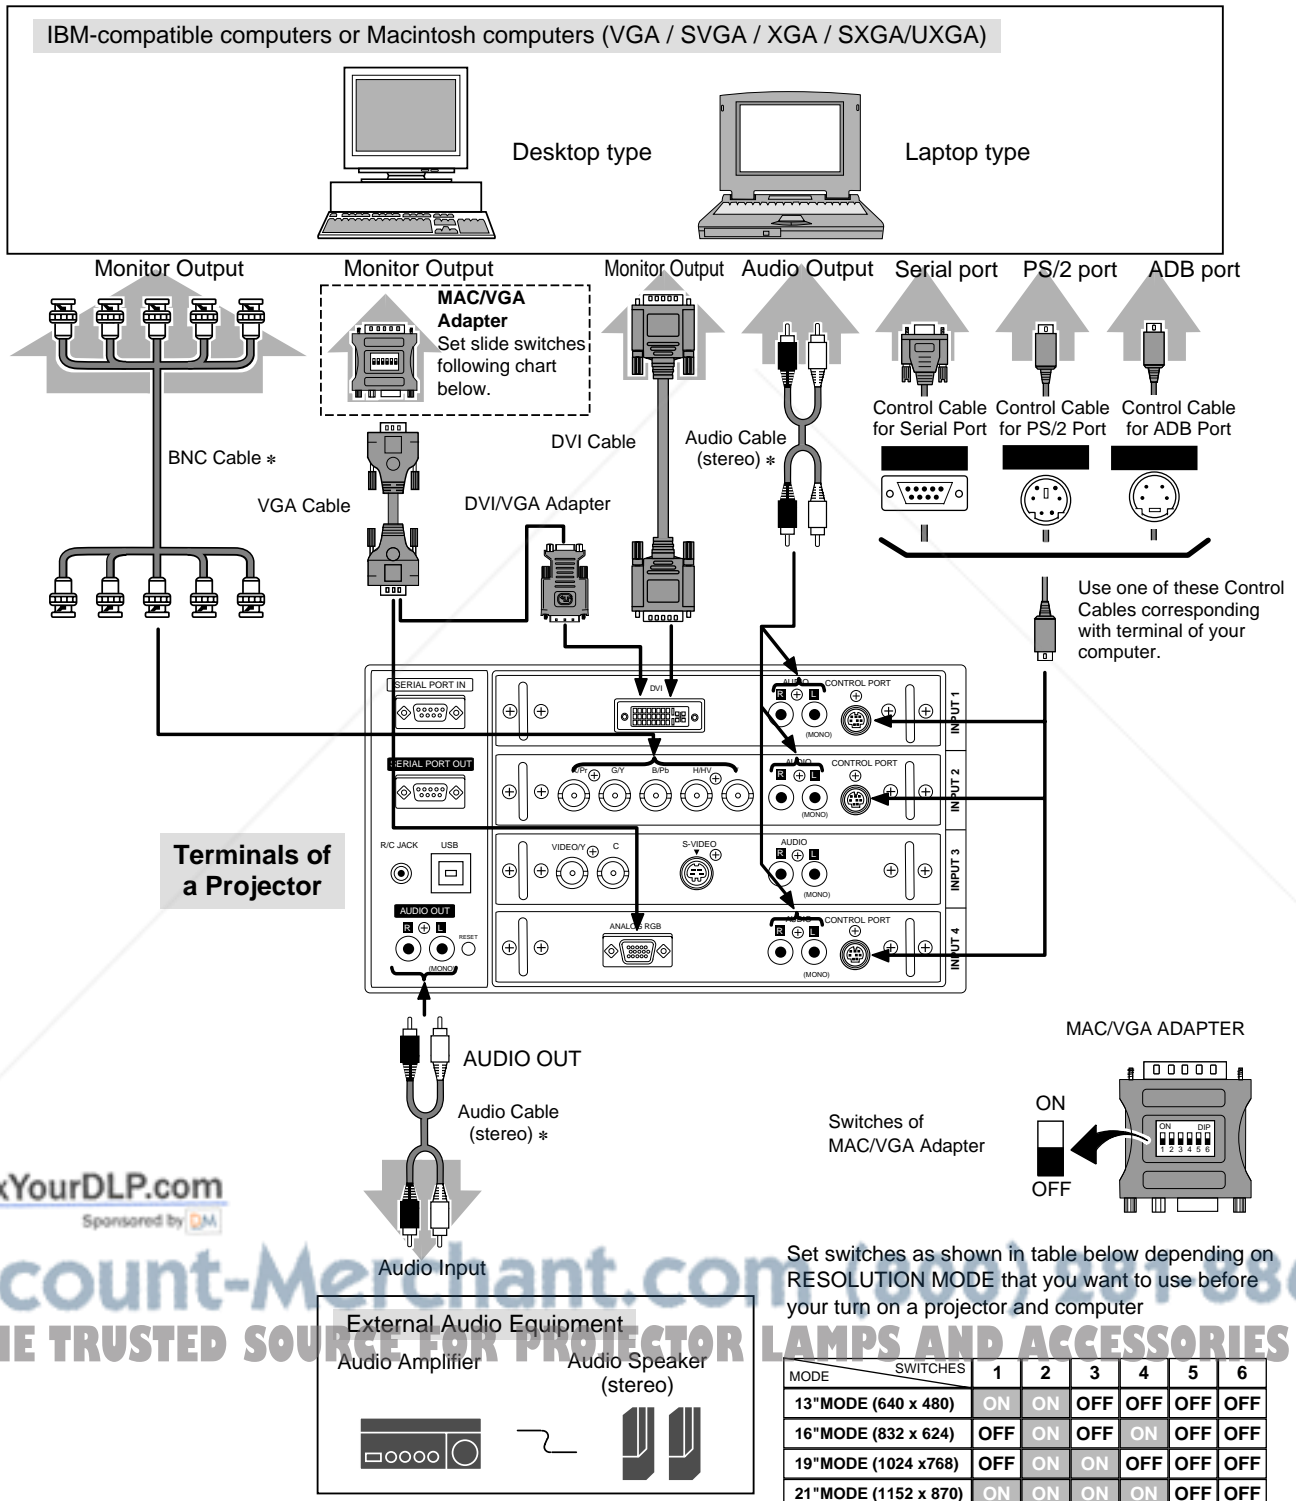 IBM-compatible computers or Macintosh computers (VGA / SVGA / XGA / SXGA/UXGA)
Desktop type
Laptop type
Monitor Output
Monitor Output
Monitor Output
Audio Output
Serial port
PS/2 port
ADB port
MAC/VGA
Adapter
Set slide switches
following chart
below.
Control Cable
for Serial Port
Control Cable
for PS/2 Port
Control Cable
for ADB Port
BNC Cable *
VGA Cable
DVI/VGA Adapter
DVI Cable
Audio Cable
(stereo) *
Use one of these Control
Cables corresponding
with terminal of your
computer.
Terminals of
a Projector
SERIAL PORT IN
SERIAL PORT OUT
R/C JACK
USB
AUDIO OUT
R
L
(MONO)
RESET
DVI
AUDIO
R
L
(MONO)
CONTROL PORT
INPUT 1
R/Pr
G/Y
B/Pb
H/HV
AUDIO
R
L
(MONO)
CONTROL PORT
INPUT 2
VIDEO/Y
C
S-VIDEO
AUDIO
R
L
(MONO)
INPUT 3
ANALOG RGB
AUDIO
R
L
(MONO)
CONTROL PORT
INPUT 4
AUDIO OUT
Audio Cable
(stereo) *
Audio Input
External Audio Equipment
Audio Amplifier
Audio Speaker
(stereo)
MAC/VGA ADAPTER
Switches of
MAC/VGA Adapter
ON
OFF
ON DIP
1 2 3 4 5 6
Set switches as shown in table below depending on
RESOLUTION MODE that you want to use before
your turn on a projector and computer
MODE SWITCHES 1 2 3 4 5 6
13"MODE (640 x 480) ON ON OFF OFF OFF OFF
16"MODE (832 x 624) OFF ON OFF ON OFF OFF
19"MODE (1024 x768) OFF ON ON OFF OFF OFF
21"MODE (1152 x 870) ON ON ON ON OFF OFF
xYourDLP.com
Sponsored by DM
count-Merchant.com (800) 281-886
HE TRUSTED SOURCE FOR PROJECTOR LAMPS AND ACCESSORIES